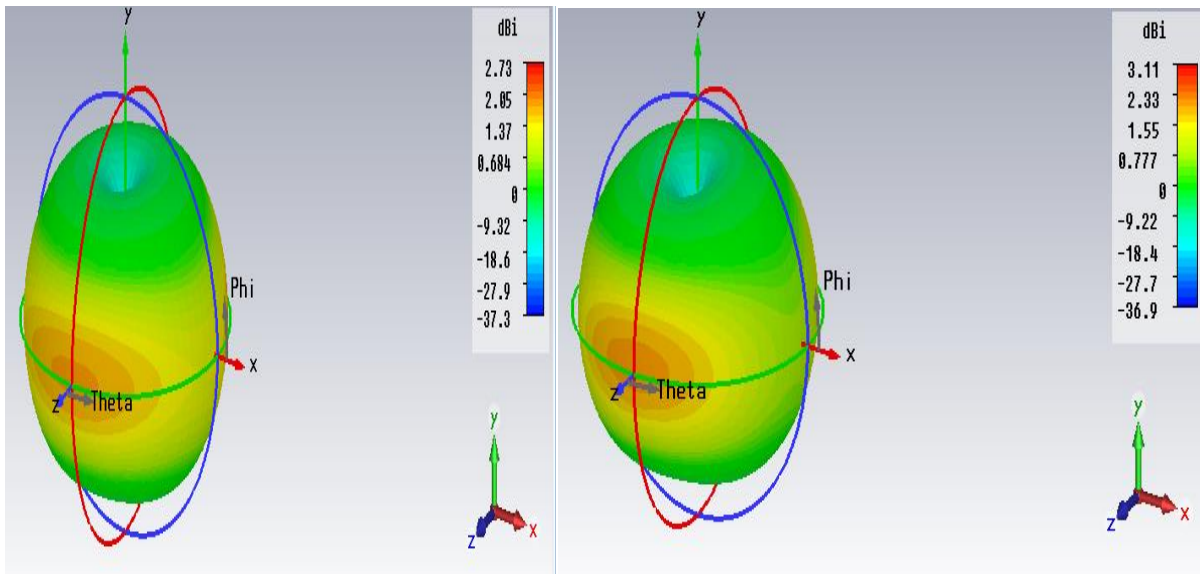 y
dBi
2.73
2.05
1.37
0.684
0
-9.32
-18.6
-27.9
-37.3
Phi
x
z
Theta
y
z
x
y
dBi
3.11
2.33
1.55
0.777
0
-9.22
-18.4
-27.7
-36.9
Phi
x
z
Theta
y
z
x